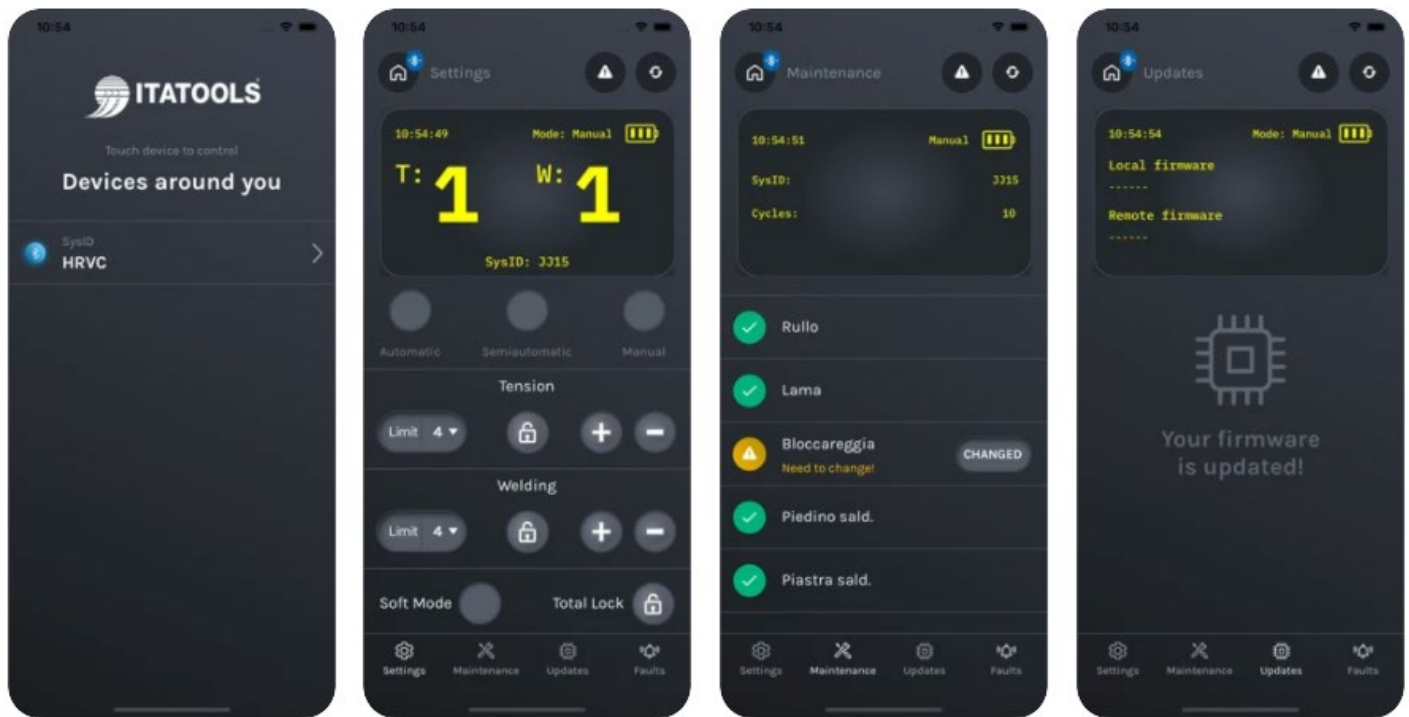 10:54
ITATOOLS
Touch device to control
Devices around you
SysID
HRVC
10:54
Settings
10:54:49 Mode: Manual
T: 1 W: 1
SysID: JJ15
Automatic Semiautomatic Manual
Tension
Limit 4
Welding
Limit 4
Soft Mode Total Lock
Settings Maintenance Updates Faults
10:54
Maintenance
10:54:51 Manual
SysID: JJ15
Cycles: 10
Rullo
Lama
Bloccareggia
Need to change!
CHANGED
Piedino sald.
Piastra sald.
Settings Maintenance Updates Faults
10:54
Updates
10:54:54 Mode: Manual
Local firmware
------
Remote firmware
------
Your firmware
is updated!
Settings Maintenance Updates Faults